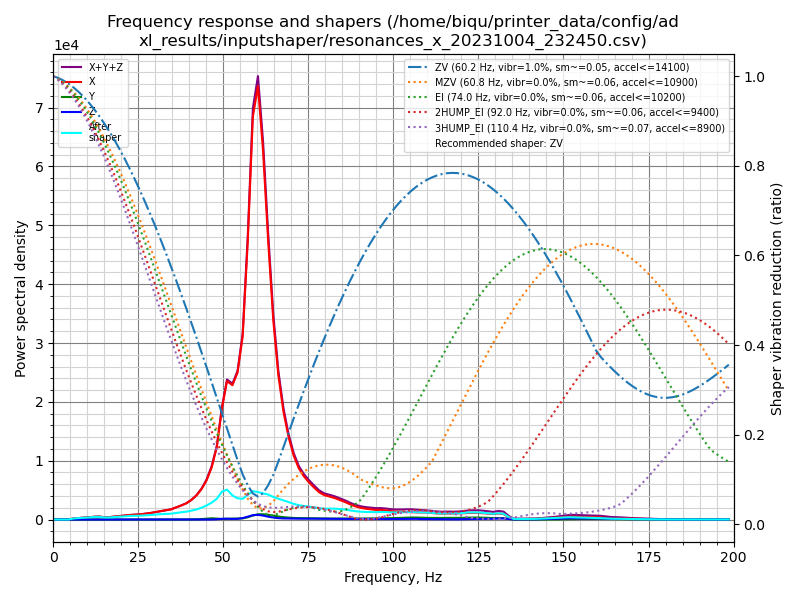 Frequency response and shapers (/home/biqu/printer_data/config/ad
xl_results/inputshaper/resonances_x_20231004_232450.csv)
1e4
X+Y+Z
X
Y
Z
After
shaper
ZV (60.2 Hz, vibr=1.0%, sm~=0.05, accel<=14100)
MZV (60.8 Hz, vibr=0.0%, sm~=0.06, accel<=10900)
EI (74.0 Hz, vibr=0.0%, sm~=0.06, accel<=10200)
2HUMP_EI (92.0 Hz, vibr=0.0%, sm~=0.06, accel<=9400)
3HUMP_EI (110.4 Hz, vibr=0.0%, sm~=0.07, accel<=8900)
Recommended shaper: ZV
Power spectral density
7
6
5
4
3
2
1
0
1.0
0.8
0.6
0.4
0.2
0.0
Shaper vibration reduction (ratio)
0 25 50 75 100 125 150 175 200
Frequency, Hz